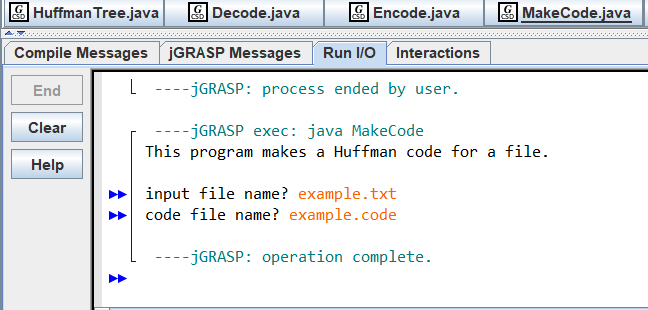 HuffmanTree.java Decode.java Encode.java MakeCode.java
Compile Messages jGRASP Messages Run I/O Interactions
End
Clear
Help
----jGRASP: process ended by user.
----jGRASP exec: java MakeCode
This program makes a Huffman code for a file.
input file name? example.txt
code file name? example.code
----jGRASP: operation complete.